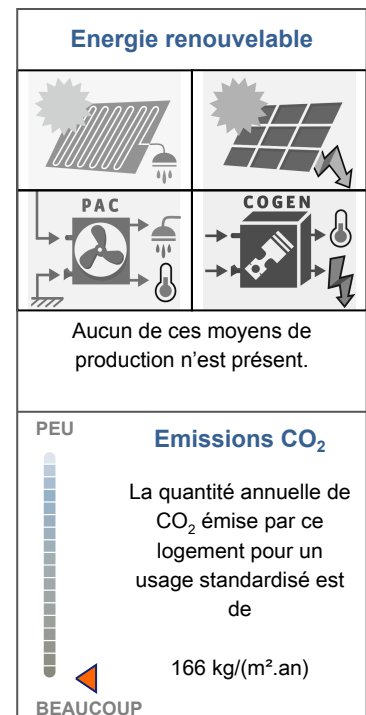 Energie renouvelable
PAC
COGEN
Aucun de ces moyens de
production n'est présent.
PEU
Emissions CO₂
La quantité annuelle de
CO₂ émise par ce
logement pour un
usage standardisé est
de
166 kg/(m².an)
BEAUCOUP